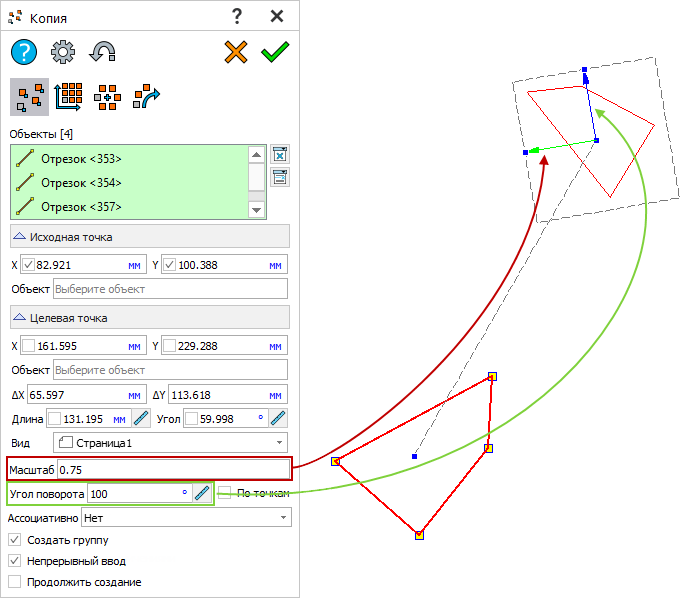 Копия ?
?
Объекты [4]
Отрезок <353>
Отрезок <354>
Отрезок <357>
Исходная точка
X 82.921 мм Y 100.388 мм
Объект Выберите объект
Целевая точка
X 161.595 мм Y 229.288 мм
Объект Выберите объект
ΔX 65.597 мм ΔY 113.618 мм
Длина 131.195 мм Угол 59.998 °
Вид Страница1
Масштаб 0.75
Угол поворота 100 ° По точкам
Ассоциативно Нет
Создать группу
Непрерывный ввод
Продолжить создание